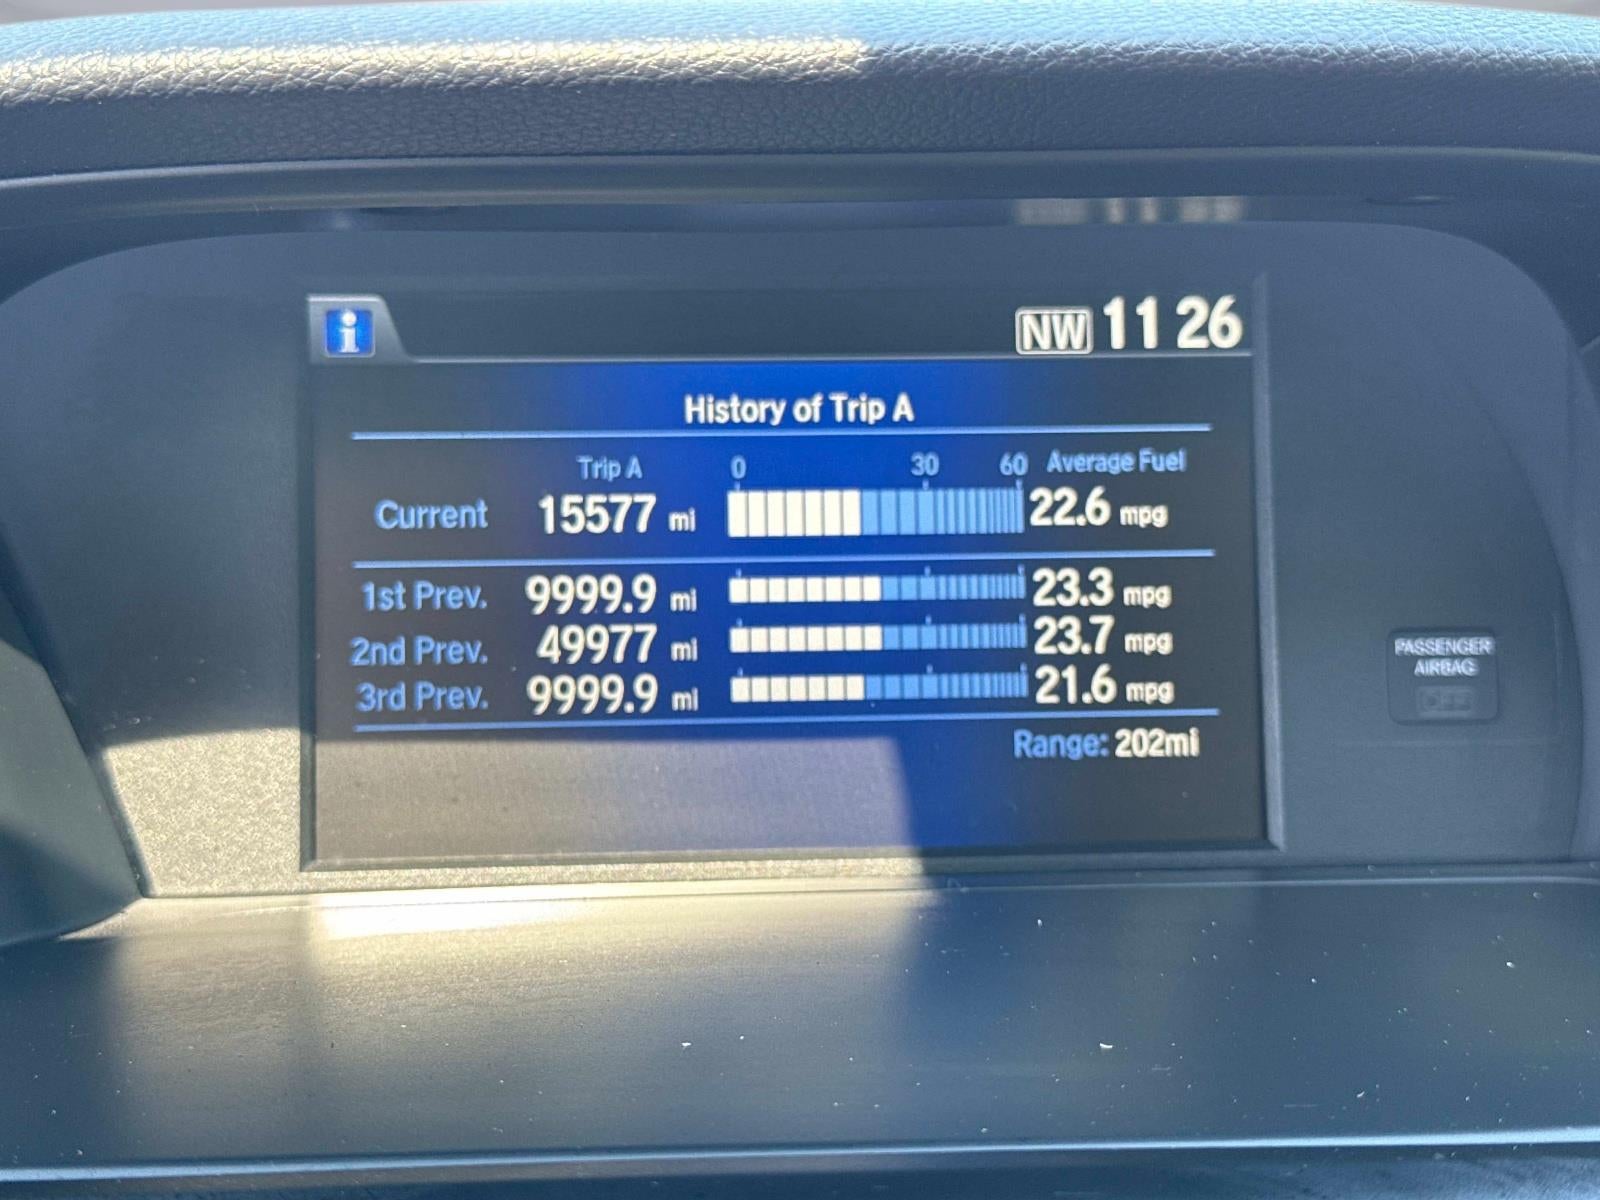 i
NW 11 26
History of Trip A
Trip A 0 30 60 Average Fuel
Current 15577 mi 22.6 mpg
1st Prev. 9999.9 mi 23.3 mpg
2nd Prev. 49977 mi 23.7 mpg
3rd Prev. 9999.9 mi 21.6 mpg
Range: 202mi
PASSENGER
AIRBAG
OFF